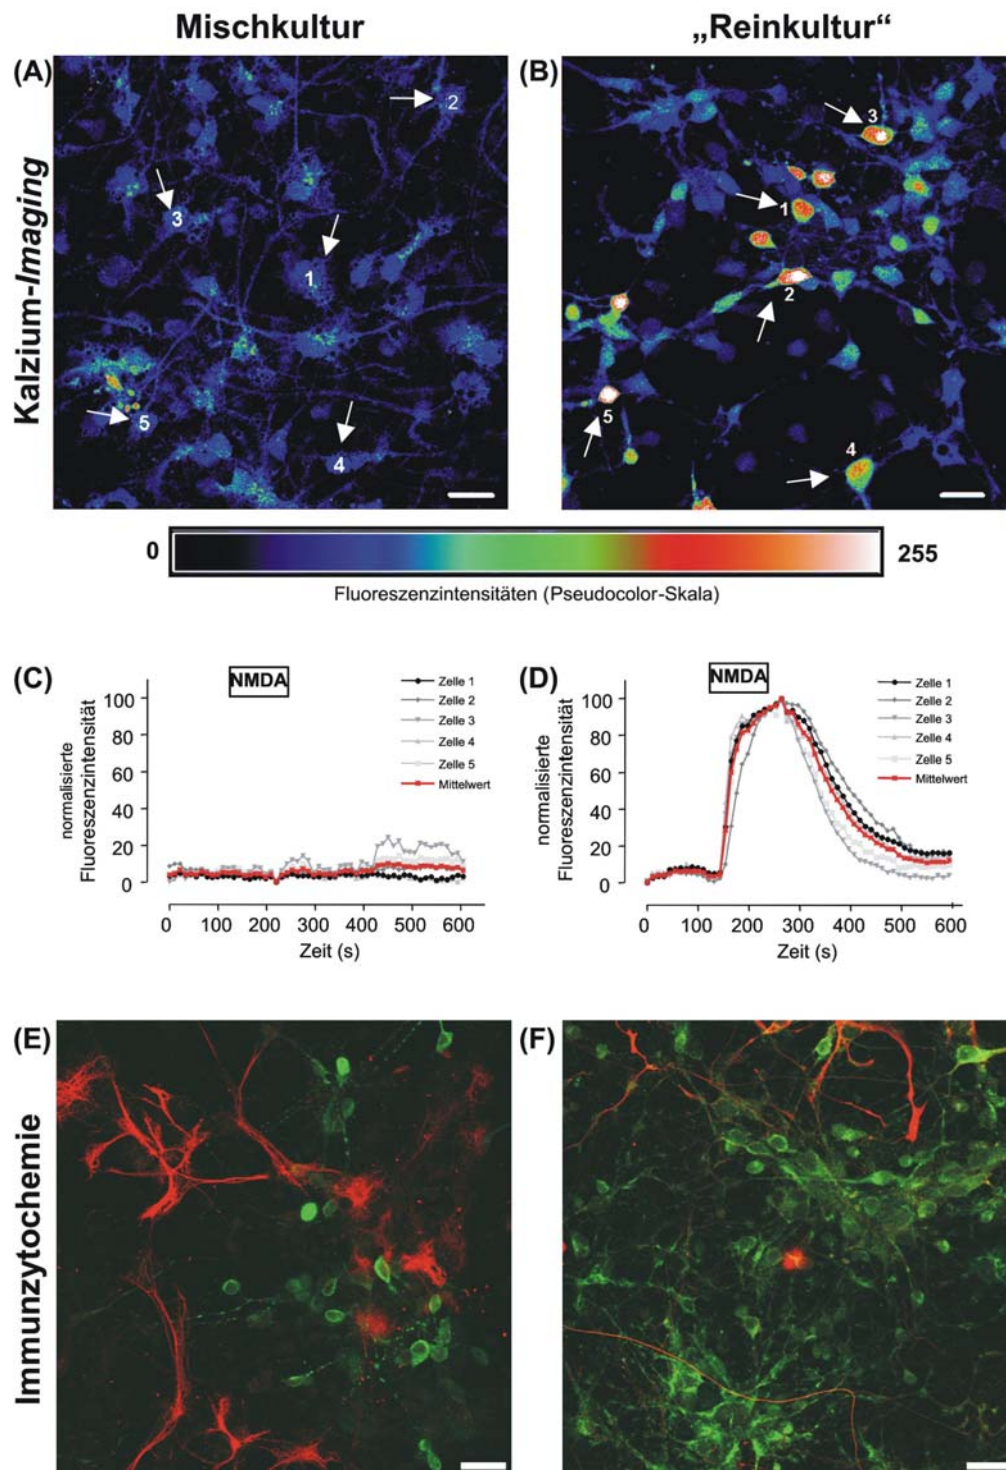 Mischkultur
„Reinkultur“
Kalzium-Imaging
(A)
2
3
1
5
4
(B)
3
1
2
5
4
0
255
Fluoreszenzintensitäten (Pseudocolor-Skala)
(C)
NMDA
normalisierte
Fluoreszenzintensität
100
80
60
40
20
0
Zelle 1
Zelle 2
Zelle 3
Zelle 4
Zelle 5
Mittelwert
0 100 200 300 400 500 600
Zeit (s)
(D)
NMDA
normalisierte
Fluoreszenzintensität
100
80
60
40
20
0
Zelle 1
Zelle 2
Zelle 3
Zelle 4
Zelle 5
Mittelwert
0 100 200 300 400 500 600
Zeit (s)
Immunzytochemie
(E)
(F)